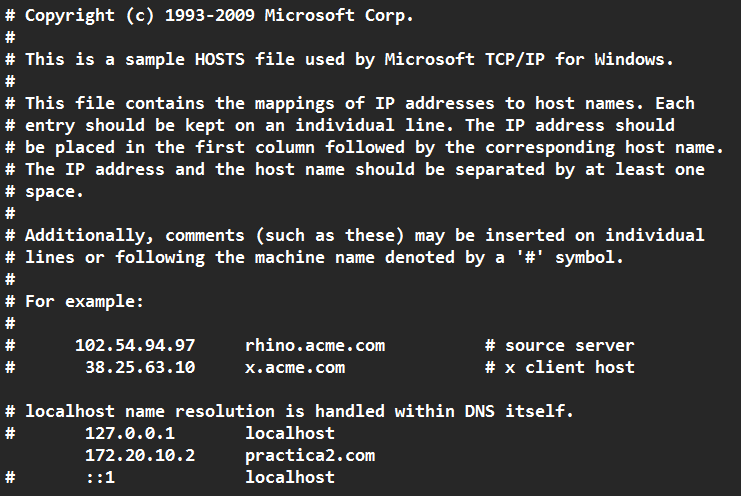 # Copyright (c) 1993-2009 Microsoft Corp.
#
# This is a sample HOSTS file used by Microsoft TCP/IP for Windows.
#
# This file contains the mappings of IP addresses to host names. Each
# entry should be kept on an individual line. The IP address should
# be placed in the first column followed by the corresponding host name.
# The IP address and the host name should be separated by at least one
# space.
#
# Additionally, comments (such as these) may be inserted on individual
# lines or following the machine name denoted by a '#' symbol.
#
# For example:
#
#      102.54.94.97     rhino.acme.com          # source server
#       38.25.63.10     x.acme.com              # x client host

# localhost name resolution is handled within DNS itself.
#       127.0.0.1       localhost
        172.20.10.2     practica2.com
#       ::1             localhost